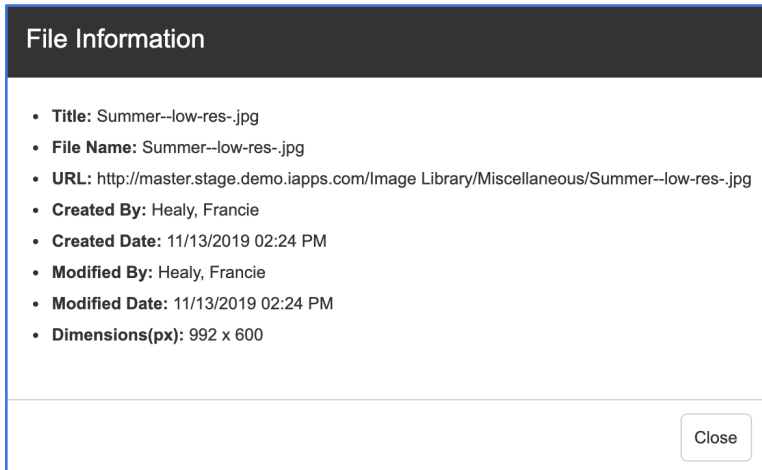 File Information
Title: Summer--low-res-.jpg
File Name: Summer--low-res-.jpg
URL: http://master.stage.demo.iapps.com/Image Library/Miscellaneous/Summer--low-res-.jpg
Created By: Healy, Francie
Created Date: 11/13/2019 02:24 PM
Modified By: Healy, Francie
Modified Date: 11/13/2019 02:24 PM
Dimensions(px): 992 x 600
Close